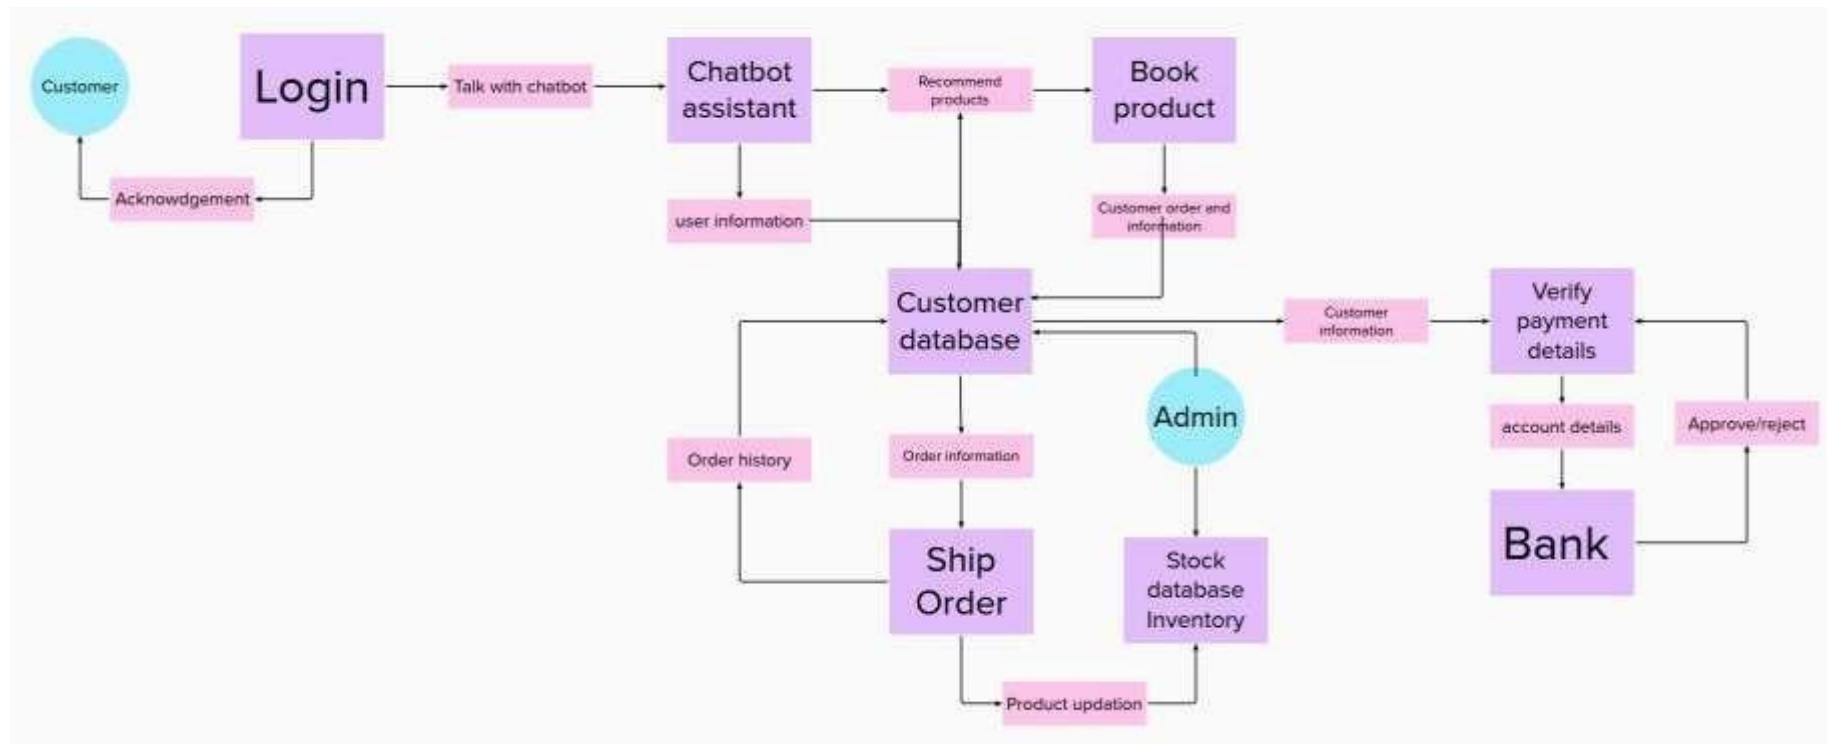 Customer
Login
Talk with chatbot
Chatbot
assistant
Recommend
products
Book
product
Acknowdgement
user information
Customer order and
information
Customer
database
Customer
information
Verify
payment
details
Admin
account details
Approve/reject
Order history
Order information
Ship
Order
Stock
database
Inventory
Bank
Product updation